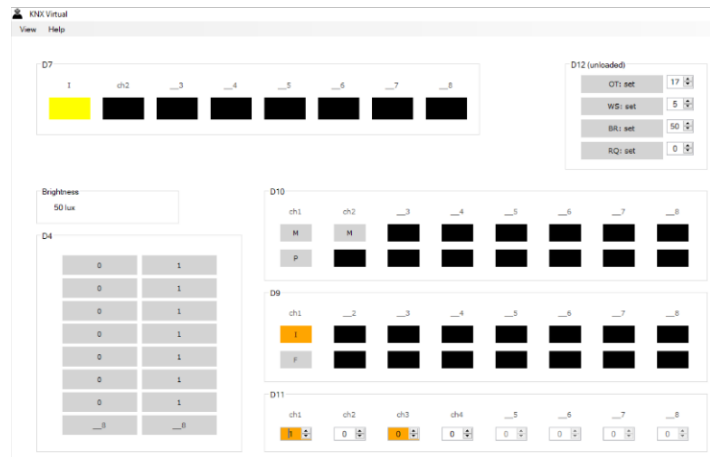 KNX Virtual
View Help
D7
I ch2 __3 __4 __5 __6 __7 __8
D12 (unloaded)
OT: set 17
WS: set 5
BR: set 50
RQ: set 0
Brightness
50 lux
D4
0 1
0 1
0 1
0 1
0 1
0 1
0 1
__8 __8
D10
ch1 ch2 __3 __4 __5 __6 __7 __8
M M
P
D9
ch1 __2 __3 __4 __5 __6 __7 __8
I
F
D11
ch1 ch2 ch3 ch4 __5 __6 __7 __8
0 0 0 0 0 0 0